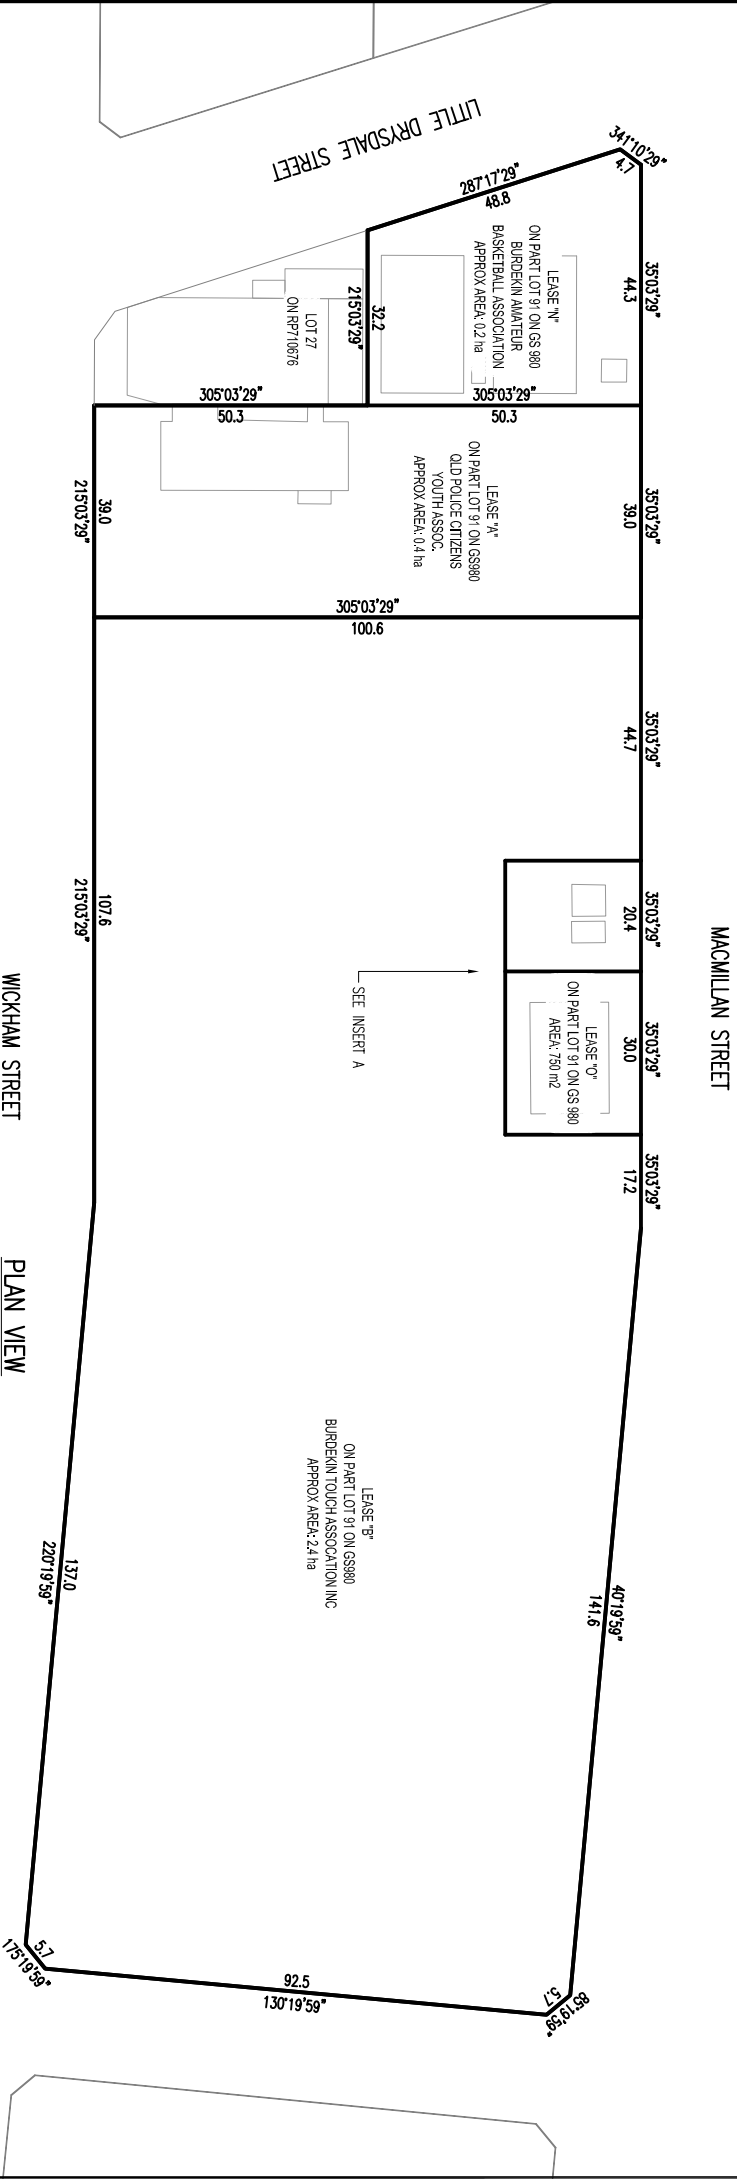 LITTLE DRYSDALE STREET
341°10'29"
4.7
287°17'29"
48.8
35°03'29"
44.3
LEASE "N"
ON PART LOT 91 ON GS 980
BURDEKIN AMATEUR
BASKETBALL ASSOCIATION
APPROX AREA: 0.2 ha
32.2
215°03'29"
LOT 27
ON RP710676
305°03'29"
50.3
305°03'29"
50.3
35°03'29"
39.0
LEASE "A"
ON PART LOT 91 ON GS980
QLD POLICE CITIZENS
YOUTH ASSOC.
APPROX AREA: 0.4 ha
39.0
215°03'29"
305°03'29"
100.6
35°03'29"
44.7
35°03'29"
20.4
35°03'29"
30.0
LEASE "O"
ON PART LOT 91 ON GS 980
AREA: 750 m2
SEE INSERT A
35°03'29"
17.2
MACMILLAN STREET
107.6
215°03'29"
WICKHAM STREET
PLAN VIEW
LEASE "B"
ON PART LOT 91 ON GS980
BURDEKIN TOUCH ASSOCATION INC
APPROX AREA: 2.4 ha
40°19'59"
141.6
137.0
220°19'59"
5.7
175°19'59"
92.5
130°19'59"
5.7
85°19'59"